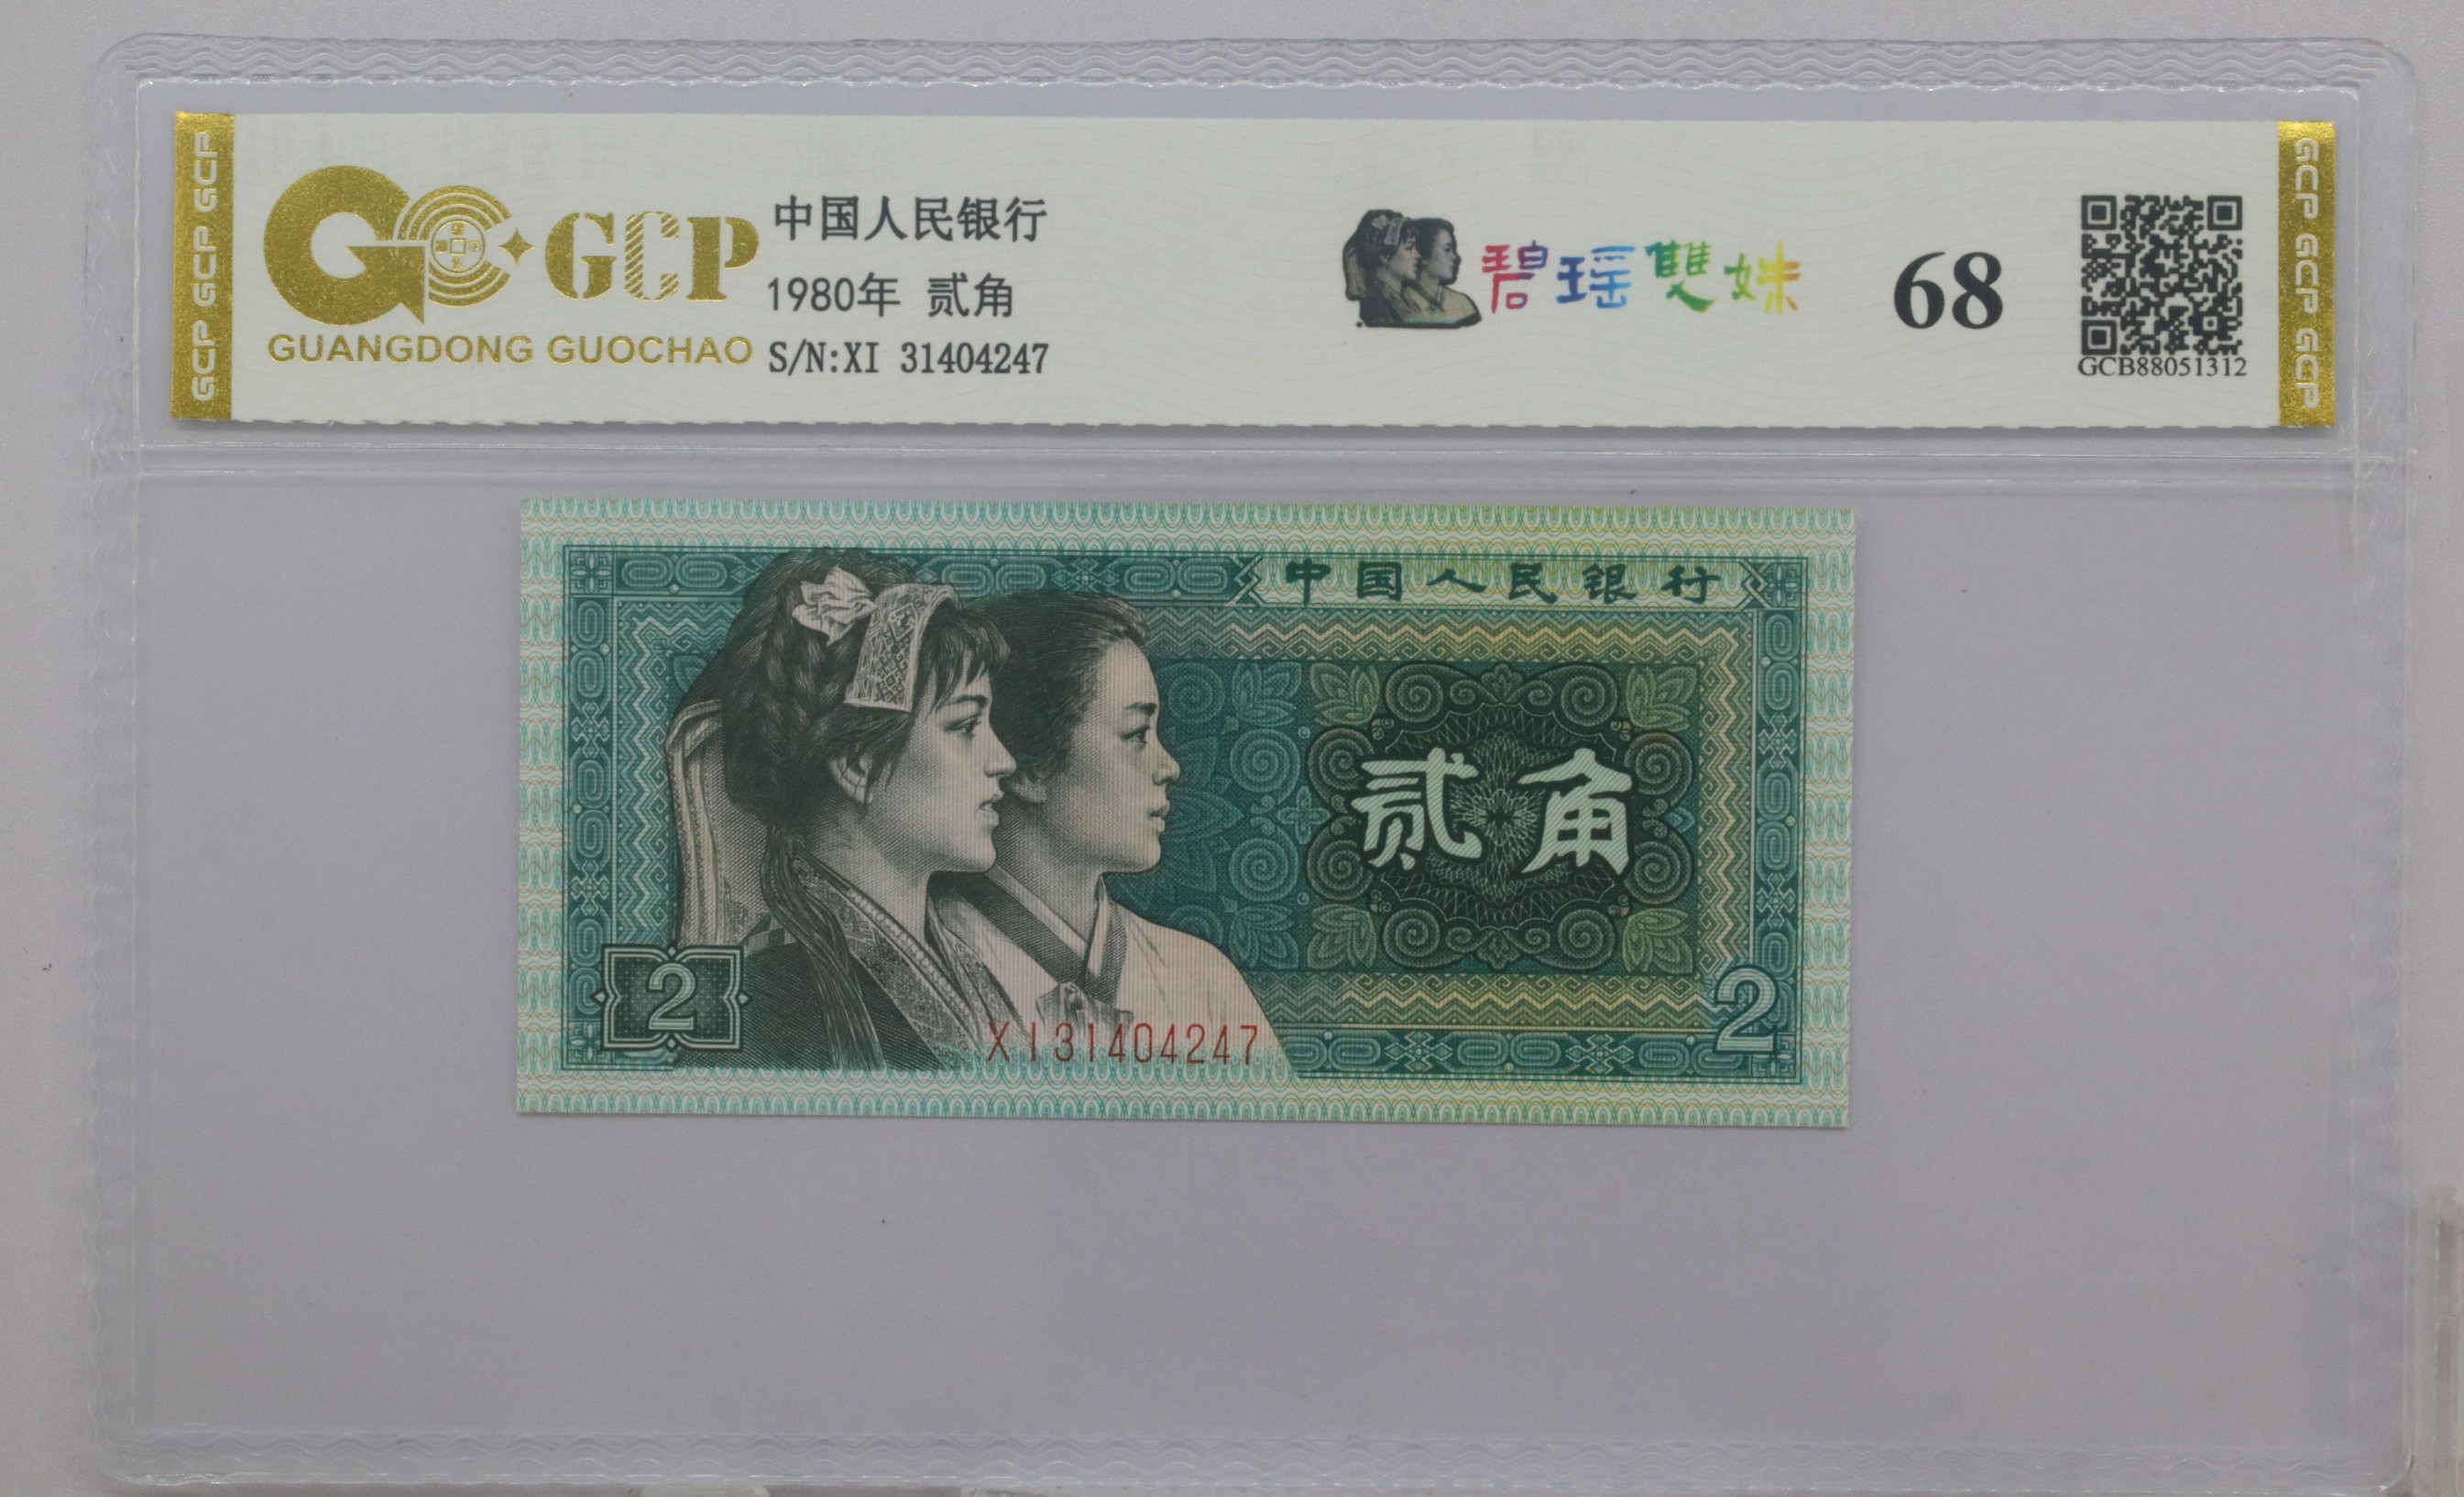 GCP GCP GCP
GCP
GUANGDONG GUOCHAO
中国人民银行
1980年 贰角
S/N:XI 31404247
碧瑶雙姝
68
GCB88051312
GCP GCP GCP
中国人民银行
贰角
2
XI31404247
2